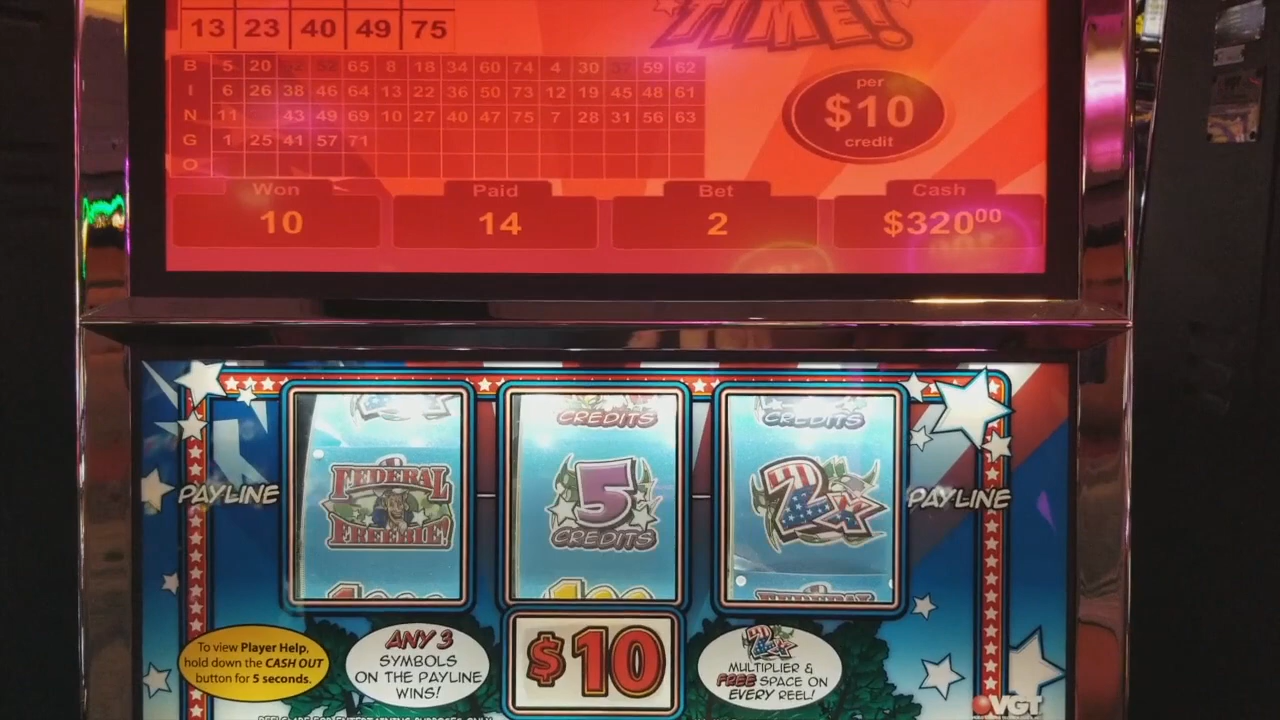 TIME!
13 23 40 49 75
B 5 20 65 8 18 34 60 74 4 30 59 62
I 6 26 38 46 64 13 22 36 50 73 12 19 45 48 61
N 11 43 49 69 10 27 40 47 75 7 28 31 56 63
G 1 25 41 57 71
O
per
$10
credit
Won Paid Bet Cash
10 14 2 $320⁰⁰
CREDITS CREDITS
PAYLINE FEDERAL FREEBIE! 5 CREDITS 2x PAYLINE
To view Player Help,
hold down the CASH OUT
button for 5 seconds.
ANY 3
SYMBOLS
ON THE PAYLINE
WINS!
$10
2x
MULTIPLIER &
FREE SPACE ON
EVERY REEL!
VGT